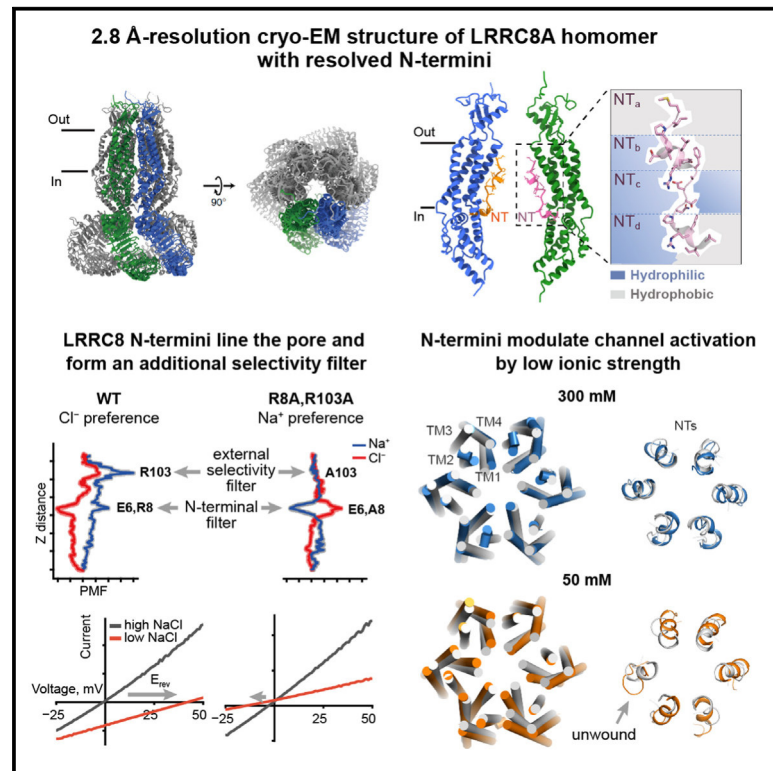 2.8 Å-resolution cryo-EM structure of LRRC8A homomer
with resolved N-termini
Out
In
90°
Out
In
NT
NT
NTa
NTb
NTc
NTd
Hydrophilic
Hydrophobic
LRRC8 N-termini line the pore and
form an additional selectivity filter
WT
Cl⁻ preference
R8A,R103A
Na⁺ preference
Na⁺
Cl⁻
Z distance
R103
external
selectivity
filter
A103
E6,R8
N-terminal
filter
E6,A8
PMF
Current
high NaCl
low NaCl
Voltage, mV
Erev
−25
25
50
−25
25
50
N-termini modulate channel activation
by low ionic strength
300 mM
TM3
TM4
TM2
TM1
NTs
50 mM
unwound